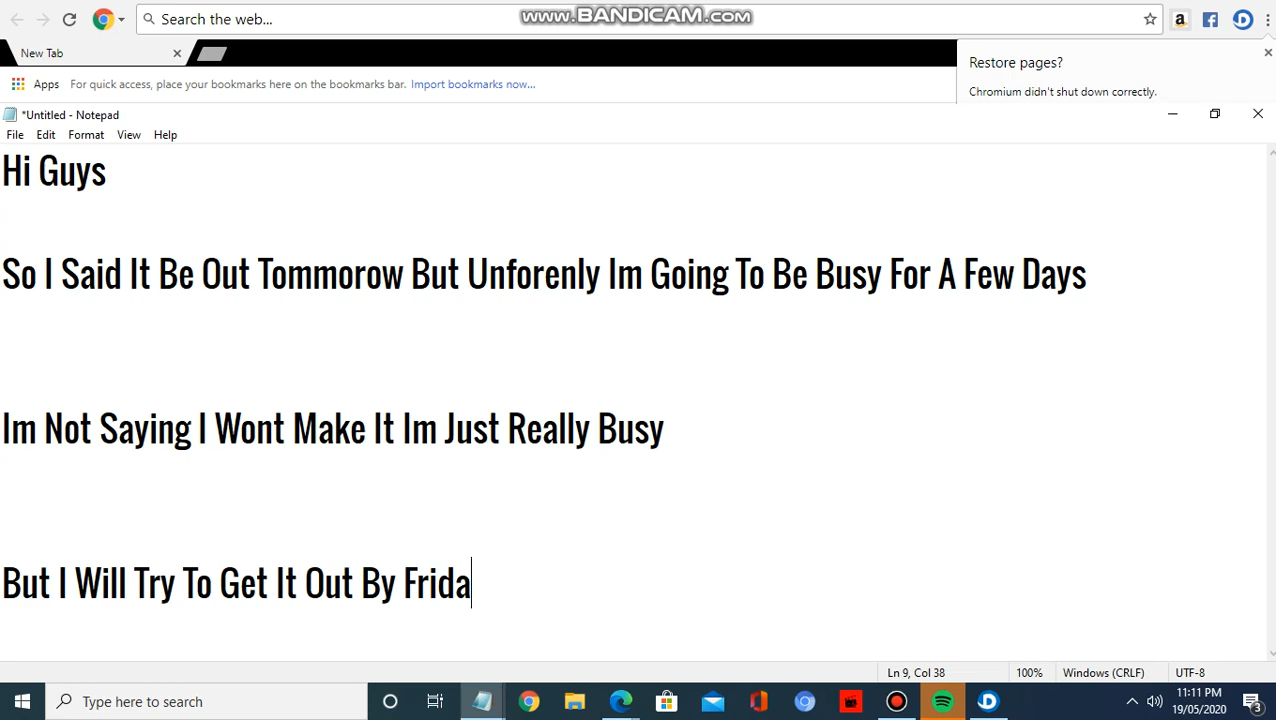 Search the web...
www.BANDICAM.com
New Tab
Restore pages?
Apps For quick access, place your bookmarks here on the bookmarks bar. Import bookmarks now...
Chromium didn't shut down correctly.
*Untitled - Notepad
File Edit Format View Help
Hi Guys
So I Said It Be Out Tommorow But Unforenly Im Going To Be Busy For A Few Days
Im Not Saying I Wont Make It Im Just Really Busy
But I Will Try To Get It Out By Frida
Ln 9, Col 38 100% Windows (CRLF) UTF-8
Type here to search
11:11 PM
19/05/2020
3